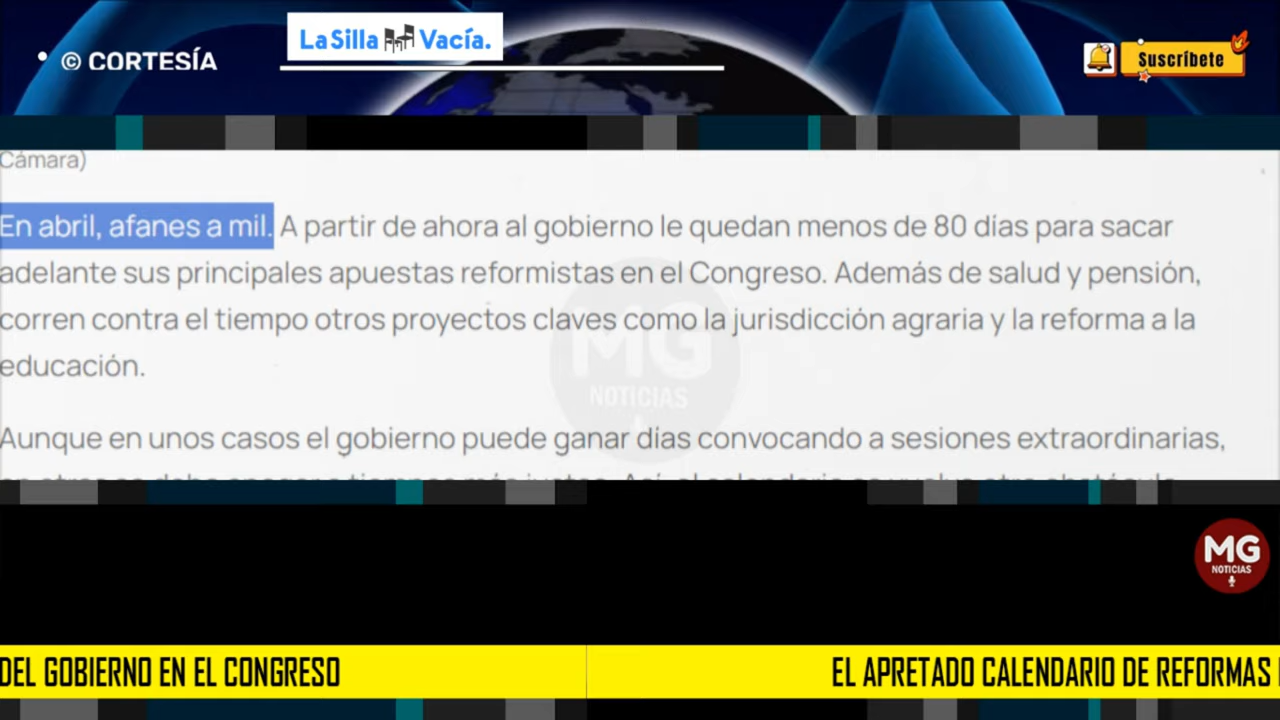 © CORTESÍA
La Silla Vacía.
Suscríbete
Cámara)
En abril, afanes a mil. A partir de ahora al gobierno le quedan menos de 80 días para sacar
adelante sus principales apuestas reformistas en el Congreso. Además de salud y pensión,
corren contra el tiempo otros proyectos claves como la jurisdicción agraria y la reforma a la
educación.
MG
NOTICIAS
Aunque en unos casos el gobierno puede ganar días convocando a sesiones extraordinarias,
MG
NOTICIAS
DEL GOBIERNO EN EL CONGRESO
EL APRETADO CALENDARIO DE REFORMAS